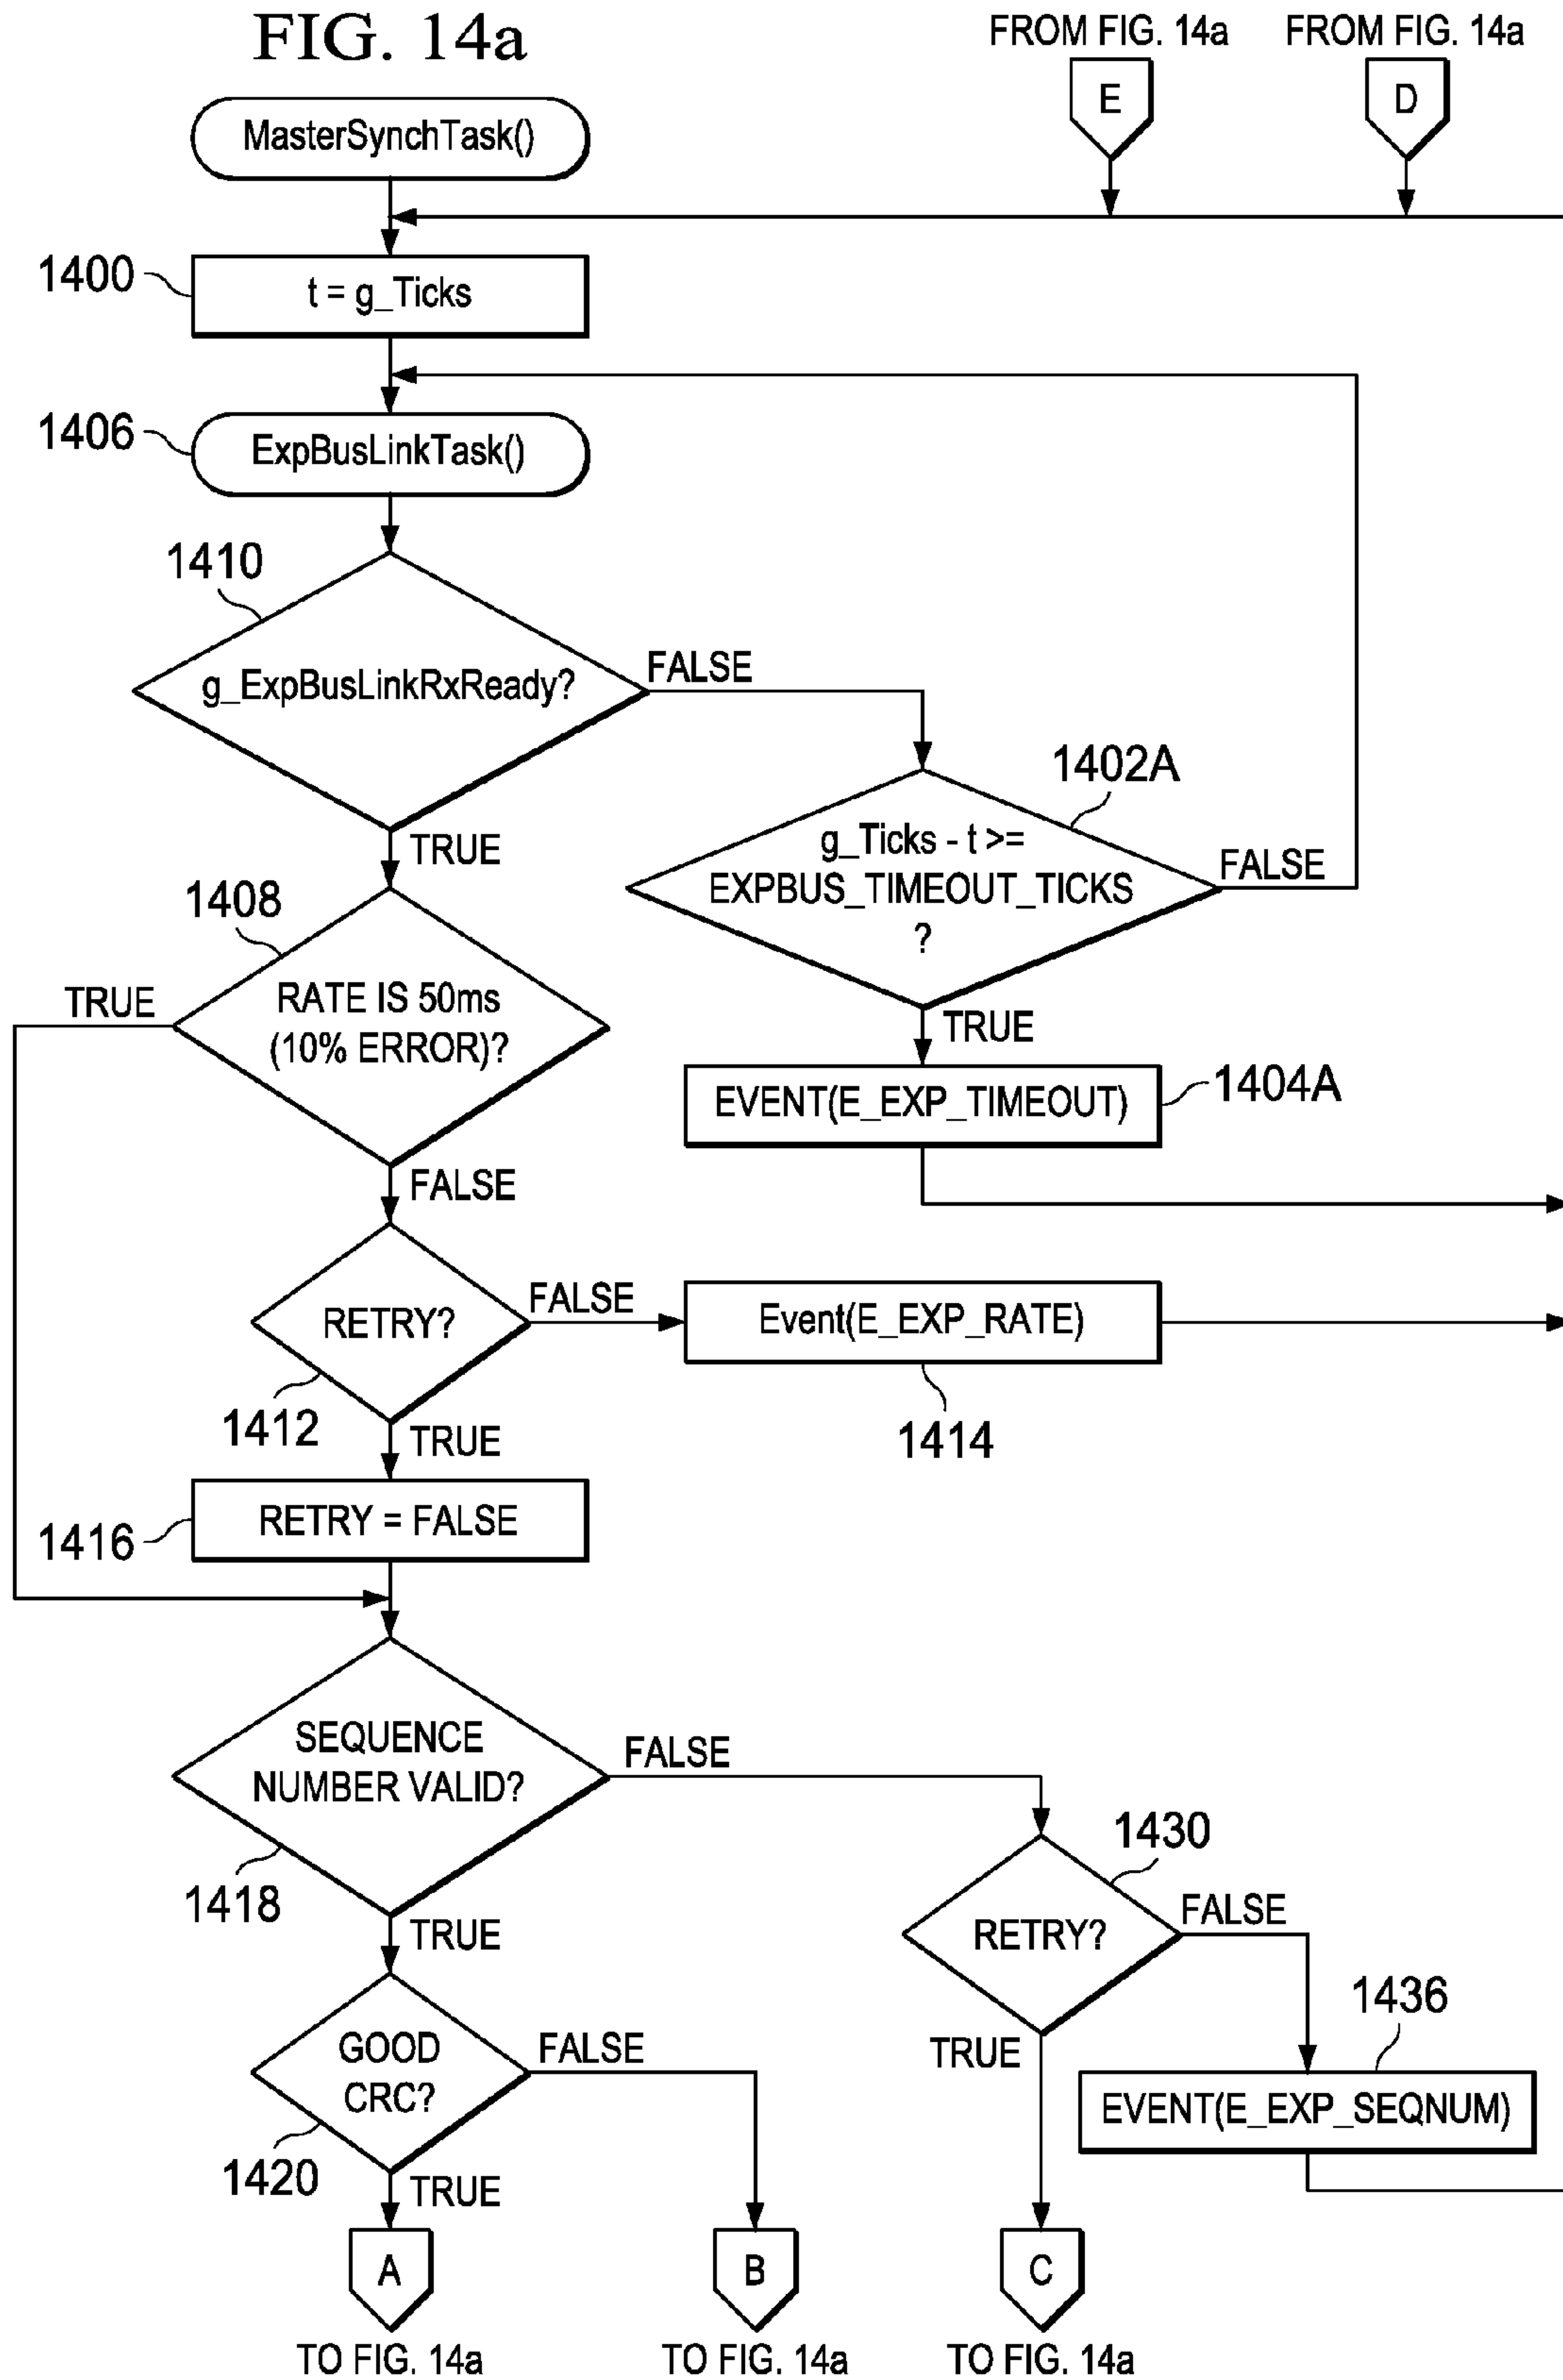 FIG. 14a
FROM FIG. 14a
FROM FIG. 14a
E
D
MasterSynchTask()
1400
t = g_Ticks
1406
ExpBusLinkTask()
1410
g_ExpBusLinkRxReady?
FALSE
TRUE
1402A
g_Ticks - t >=
EXPBUS_TIMEOUT_TICKS
?
FALSE
TRUE
1404A
EVENT(E_EXP_TIMEOUT)
1408
TRUE
RATE IS 50ms
(10% ERROR)?
FALSE
RETRY?
FALSE
Event(E_EXP_RATE)
1412
1414
TRUE
1416
RETRY = FALSE
SEQUENCE
NUMBER VALID?
FALSE
1418
TRUE
1430
RETRY?
FALSE
TRUE
1436
EVENT(E_EXP_SEQNUM)
GOOD
CRC?
FALSE
1420
TRUE
A
B
C
TO FIG. 14a
TO FIG. 14a
TO FIG. 14a